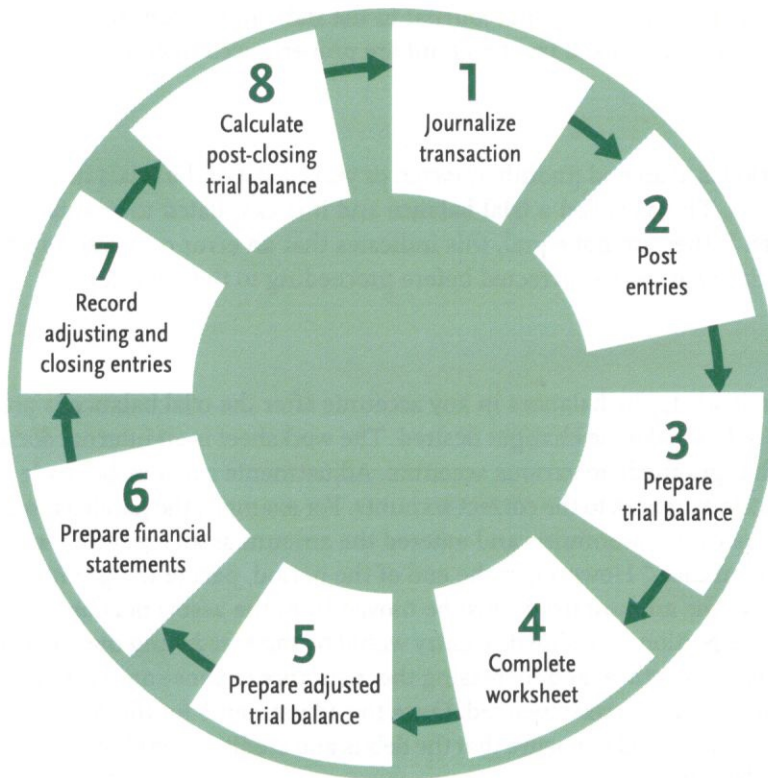 1
Journalize
transaction
2
Post
entries
3
Prepare
trial balance
4
Complete
worksheet
5
Prepare adjusted
trial balance
6
Prepare financial
statements
7
Record
adjusting and
closing entries
8
Calculate
post-closing
trial balance